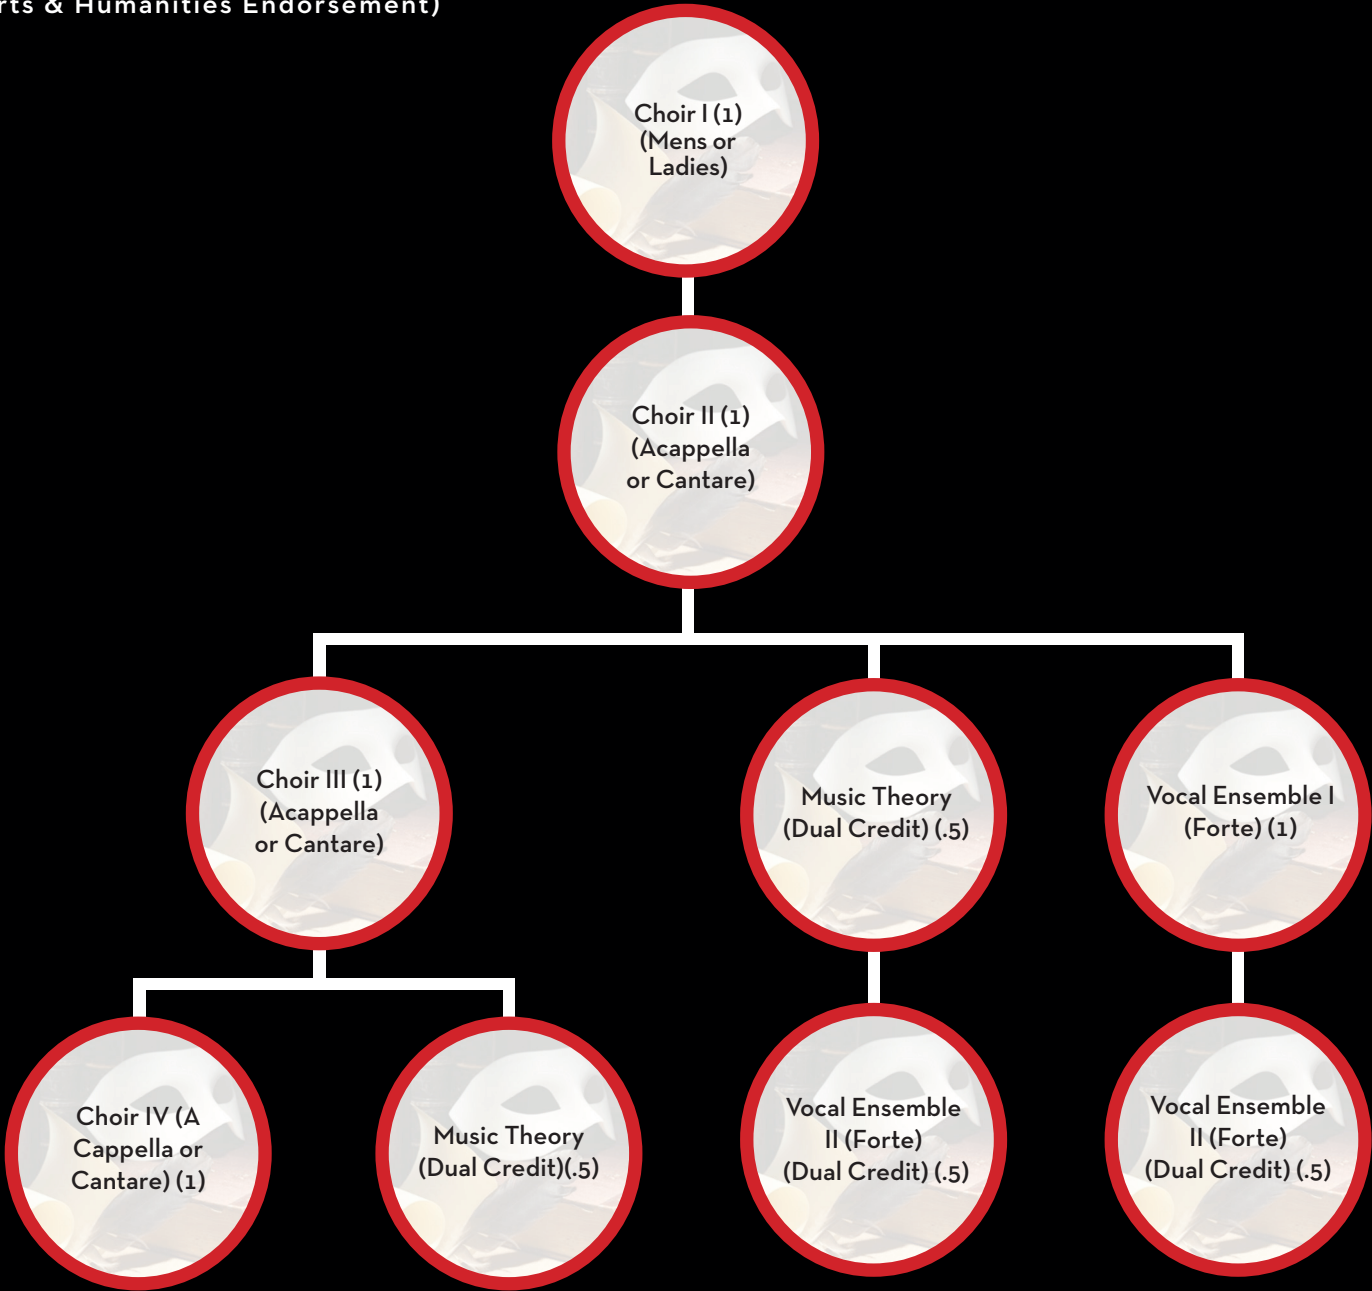 rts & Humanities Endorsement)
Choir I (1)
(Mens or
Ladies)
Choir II (1)
(Acappella
or Cantare)
Choir III (1)
(Acappella
or Cantare)
Music Theory
(Dual Credit) (.5)
Vocal Ensemble I
(Forte) (1)
Choir IV (A
Cappella or
Cantare) (1)
Music Theory
(Dual Credit)(.5)
Vocal Ensemble
II (Forte)
(Dual Credit) (.5)
Vocal Ensemble
II (Forte)
(Dual Credit) (.5)